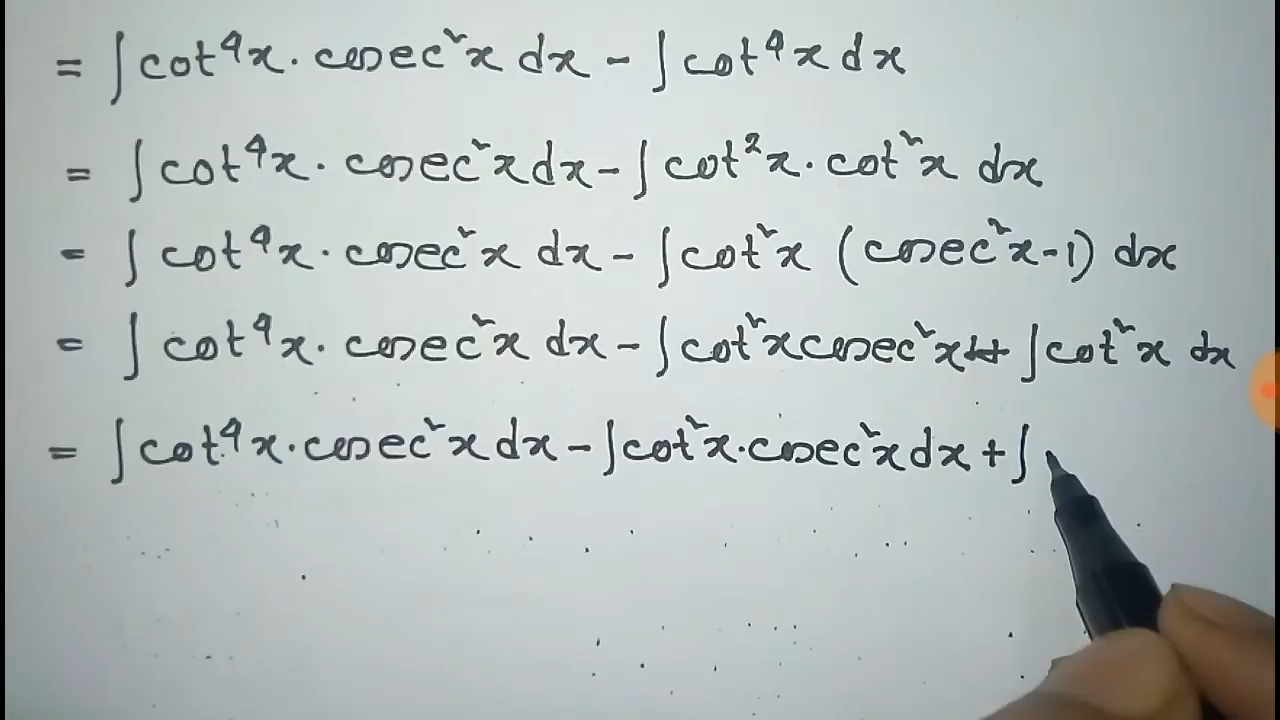 = ∫ cot⁴x · cosec²x dx - ∫ cot⁴x dx
= ∫ cot⁴x · cosec²x dx - ∫ cot²x · cot²x dx
= ∫ cot⁴x · cosec²x dx - ∫ cot²x (cosec²x-1) dx
= ∫ cot⁴x · cosec²x dx - ∫ cot²x cosec²x + ∫ cot²x dx
= ∫ cot⁴x · cosec²x dx - ∫ cot²x · cosec²x dx + ∫